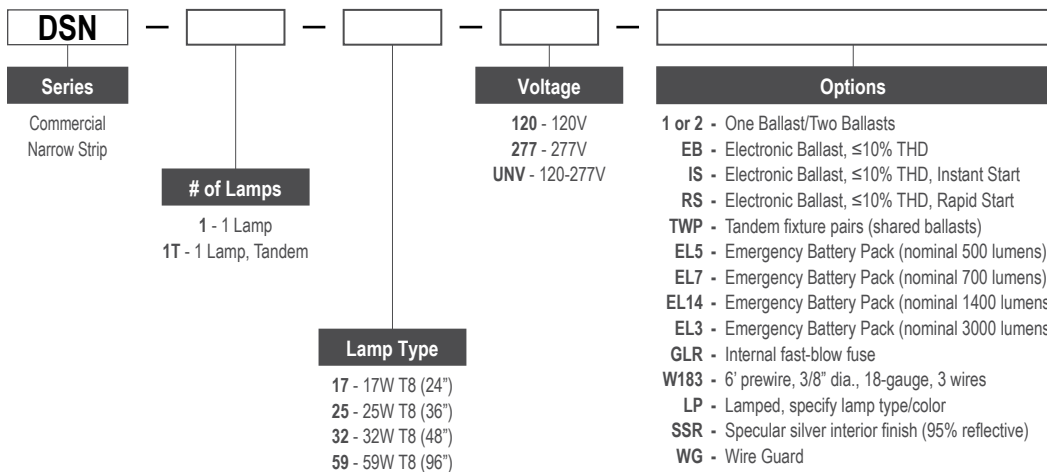 DSN — — — —
Series
Commercial
Narrow Strip
# of Lamps
1 - 1 Lamp
1T - 1 Lamp, Tandem
Lamp Type
17 - 17W T8 (24”)
25 - 25W T8 (36”)
32 - 32W T8 (48”)
59 - 59W T8 (96”)
Voltage
120 - 120V
277 - 277V
UNV - 120-277V
Options
1 or 2 - One Ballast/Two Ballasts
EB - Electronic Ballast, ≤10% THD
IS - Electronic Ballast, ≤10% THD, Instant Start
RS - Electronic Ballast, ≤10% THD, Rapid Start
TWP - Tandem fixture pairs (shared ballasts)
EL5 - Emergency Battery Pack (nominal 500 lumens)
EL7 - Emergency Battery Pack (nominal 700 lumens)
EL14 - Emergency Battery Pack (nominal 1400 lumens
EL3 - Emergency Battery Pack (nominal 3000 lumens
GLR - Internal fast-blow fuse
W183 - 6’ prewire, 3/8” dia., 18-gauge, 3 wires
LP - Lamped, specify lamp type/color
SSR - Specular silver interior finish (95% reflective)
WG - Wire Guard